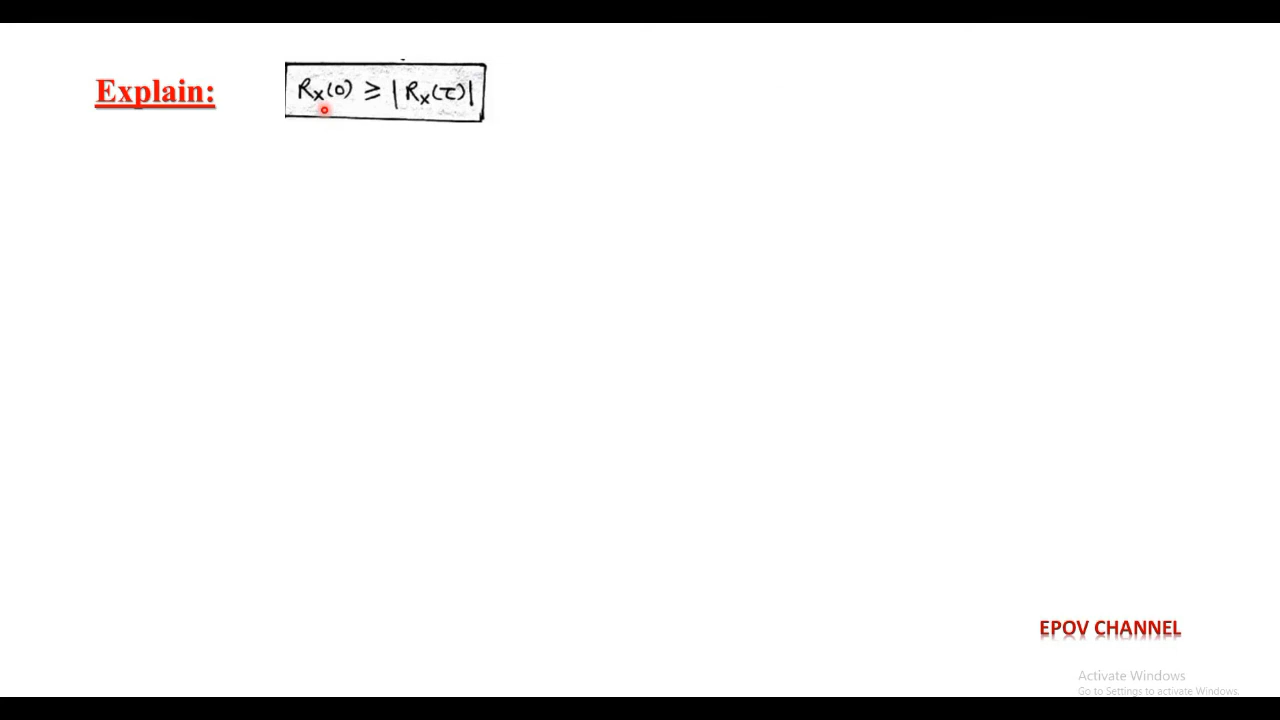 Explain: Rx(0) ≥ |Rx(τ)|
EPOV CHANNEL
Activate Windows
Go to Settings to activate Windows.